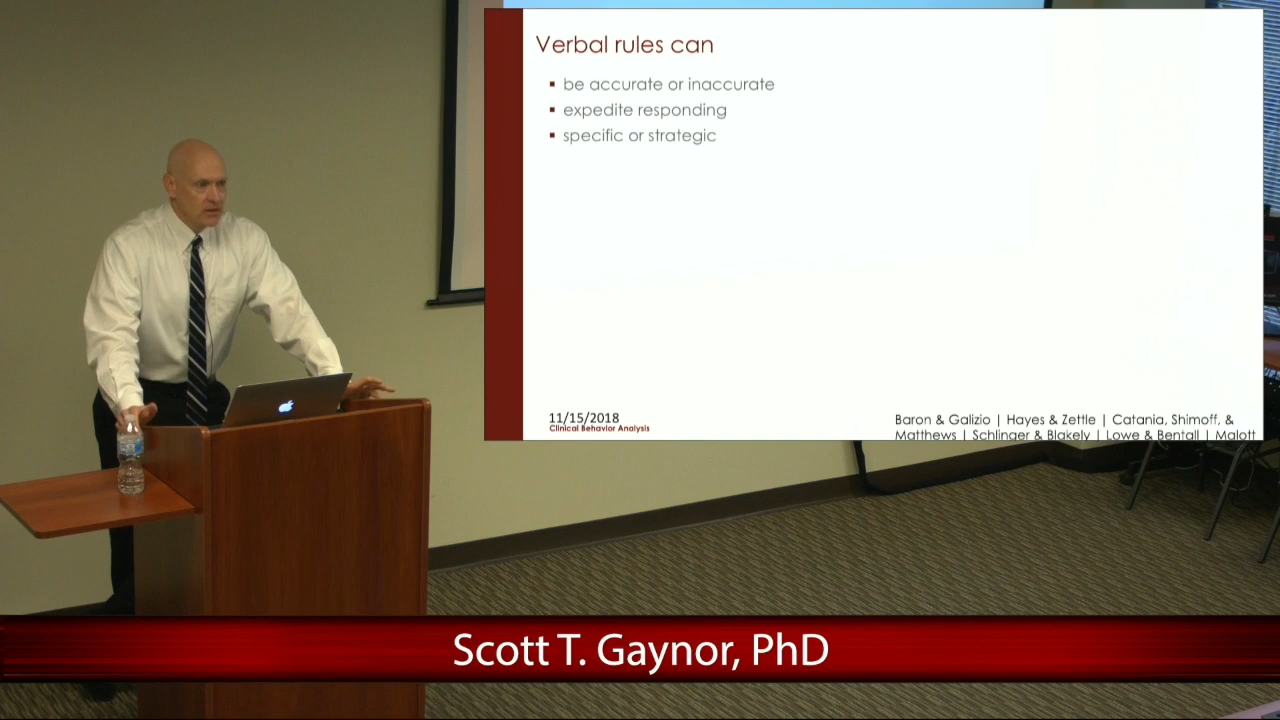 Verbal rules can
▪ be accurate or inaccurate
▪ expedite responding
▪ specific or strategic
11/15/2018
Clinical Behavior Analysis
Baron & Galizio | Hayes & Zettle | Catania, Shimoff, &
Matthews | Schlinger & Blakely | Lowe & Bentall | Malott
Scott T. Gaynor, PhD